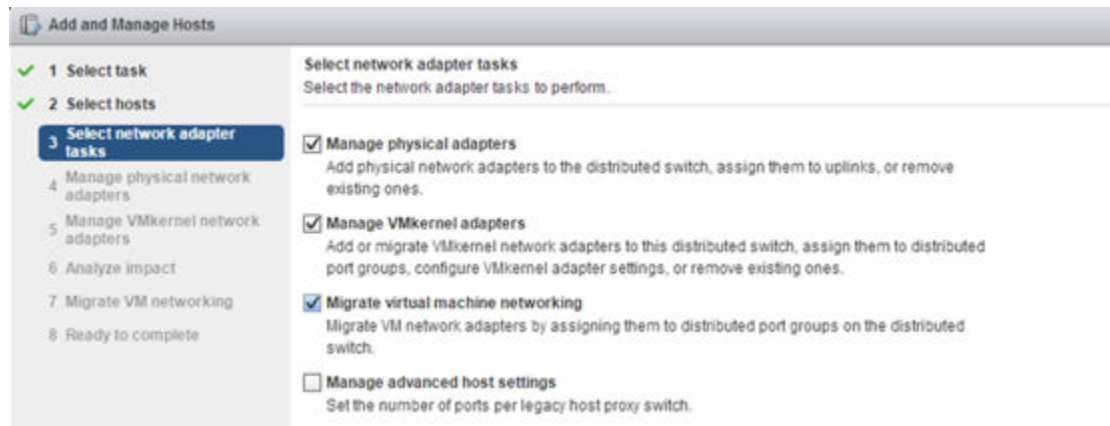 Add and Manage Hosts
1 Select task
2 Select hosts
3 Select network adapter
tasks
4 Manage physical network
adapters
5 Manage VMkernel network
adapters
6 Analyze impact
7 Migrate VM networking
8 Ready to complete
Select network adapter tasks
Select the network adapter tasks to perform.
Manage physical adapters
Add physical network adapters to the distributed switch, assign them to uplinks, or remove
existing ones.
Manage VMkernel adapters
Add or migrate VMkernel network adapters to this distributed switch, assign them to distributed
port groups, configure VMkernel adapter settings, or remove existing ones.
Migrate virtual machine networking
Migrate VM network adapters by assigning them to distributed port groups on the distributed
switch.
Manage advanced host settings
Set the number of ports per legacy host proxy switch.